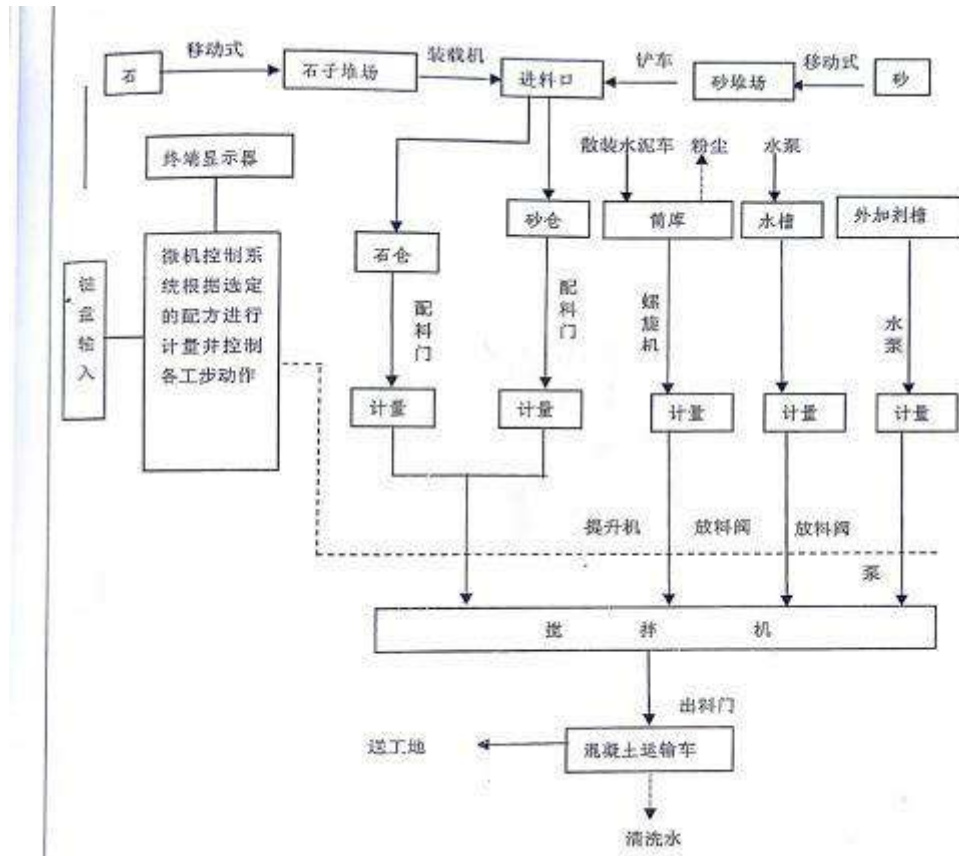 石
移动式
石子堆场
装载机
进料口
铲车
砂堆场
移动式
砂
终端显示器
散装水泥车
粉尘
水泵
石仓
砂仓
筒库
水槽
外加剂槽
键盘输入
微机控制系
统根据选定
的配方进行
计量并控制
各工步动作
配料门
配料门
螺旋机
水泵
计量
计量
计量
计量
计量
提升机
放料阀
放料阀
泵
搅拌机
出料门
送工地
混凝土运输车
清洗水